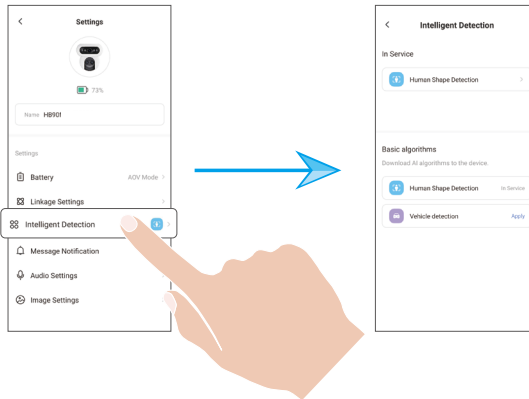 Settings
73%
Name HB901
Settings
Battery AOV Mode
Linkage Settings
Intelligent Detection
Message Notification
Audio Settings
Image Settings
Intelligent Detection
In Service
Human Shape Detection
Basic algorithms
Download AI algorithms to the device
Human Shape Detection In Service
Vehicle detection Apply